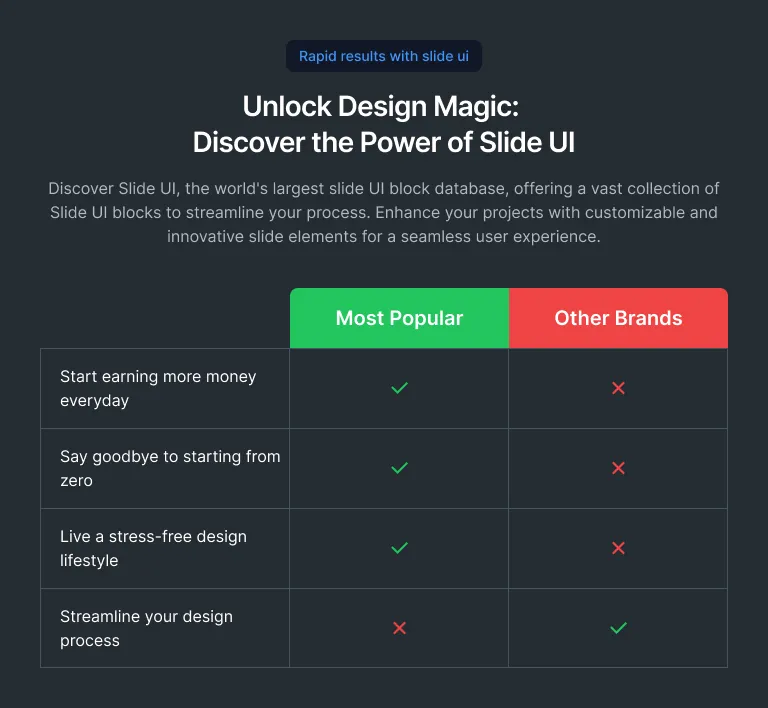 Rapid results with slide ui
Unlock Design Magic:
Discover the Power of Slide UI
Discover Slide UI, the world's largest slide UI block database, offering a vast collection of
Slide UI blocks to streamline your process. Enhance your projects with customizable and
innovative slide elements for a seamless user experience.
Most Popular
Other Brands
Start earning more money
everyday
Say goodbye to starting from
zero
Live a stress-free design
lifestyle
Streamline your design
process